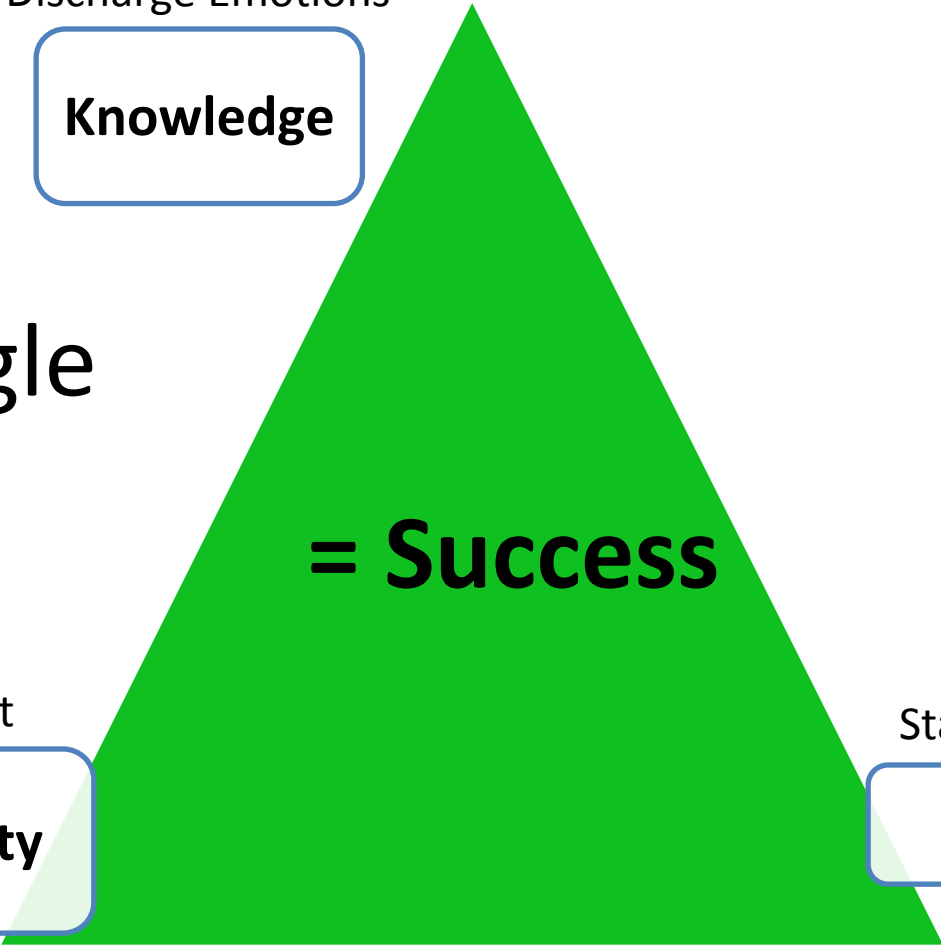 Discharge Emotions
Knowledge
gle
= Success
t
Sta
ty